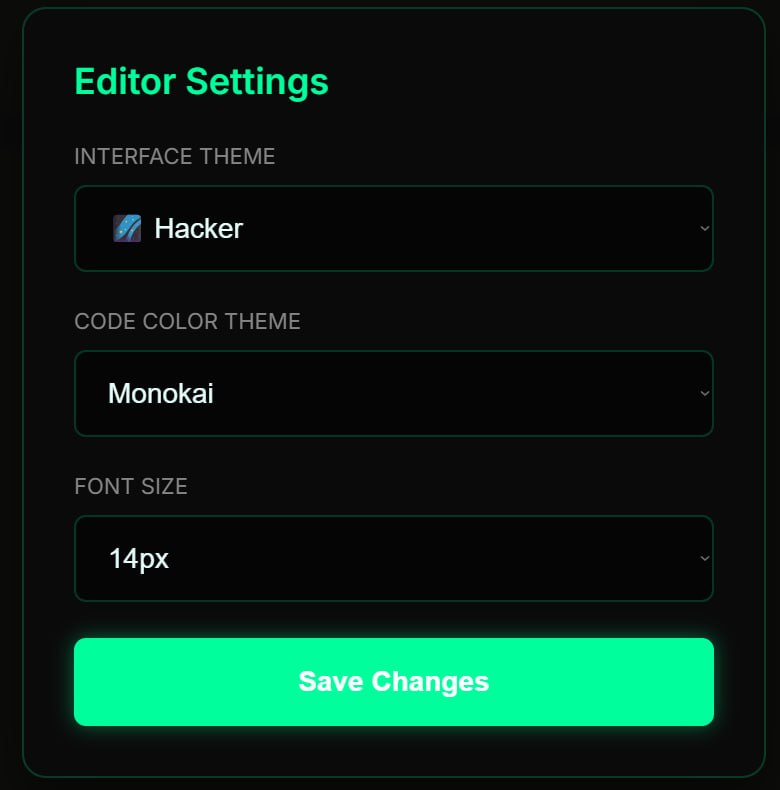 Editor Settings
INTERFACE THEME
🌌 Hacker
CODE COLOR THEME
Monokai
FONT SIZE
14px
Save Changes